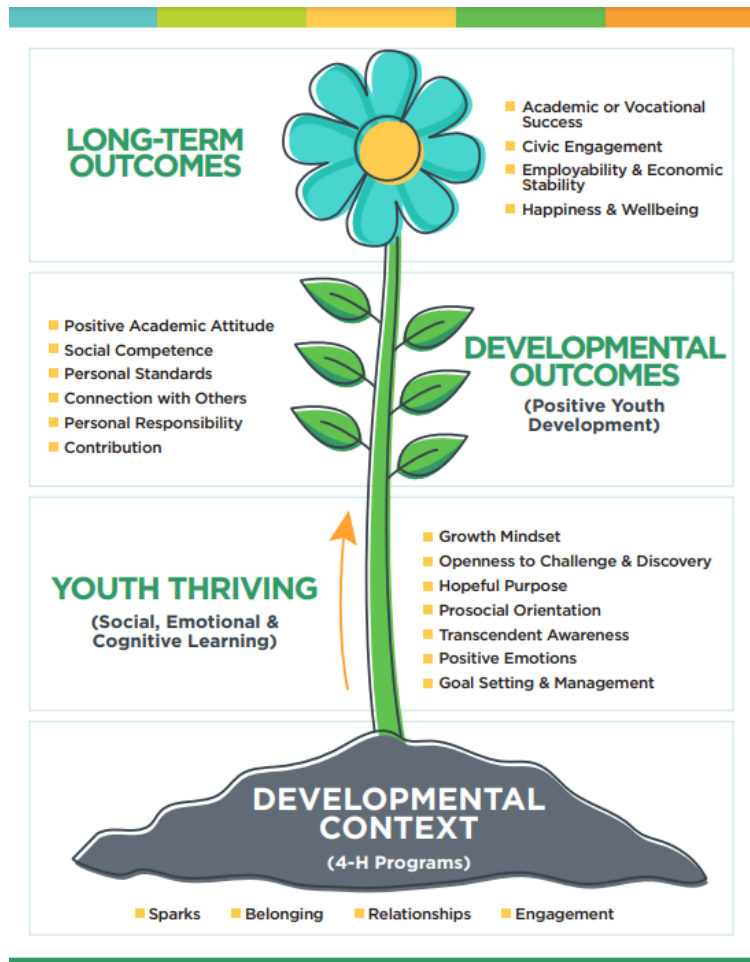 LONG-TERM
OUTCOMES
Academic or Vocational
Success
Civic Engagement
Employability & Economic
Stability
Happiness & Wellbeing
Positive Academic Attitude
Social Competence
Personal Standards
Connection with Others
Personal Responsibility
Contribution
DEVELOPMENTAL
OUTCOMES
(Positive Youth
Development)
YOUTH THRIVING
(Social, Emotional &
Cognitive Learning)
Growth Mindset
Openness to Challenge & Discovery
Hopeful Purpose
Prosocial Orientation
Transcendent Awareness
Positive Emotions
Goal Setting & Management
DEVELOPMENTAL
CONTEXT
(4-H Programs)
Sparks Belonging Relationships Engagement